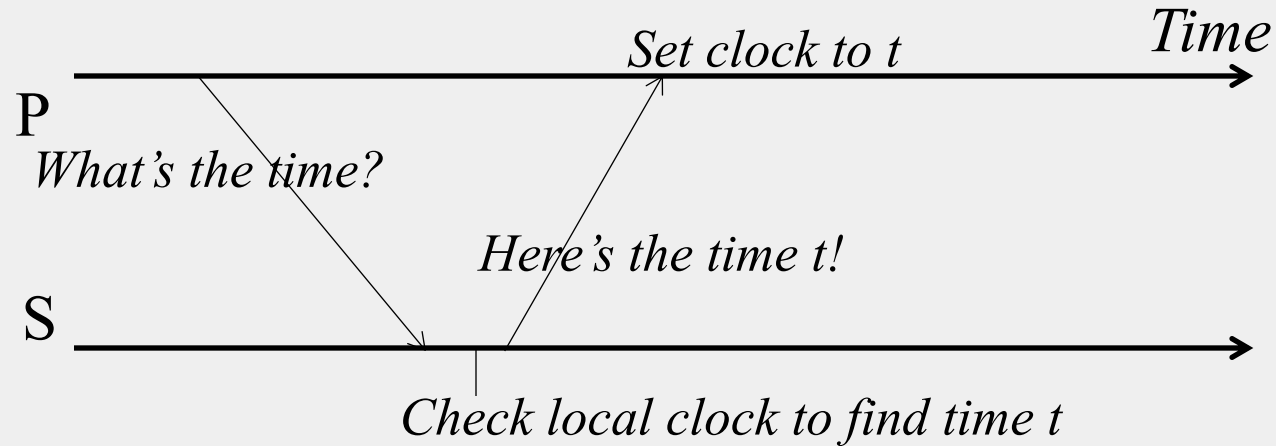 Time
Set clock to t
P
What’s the time?
Here’s the time t!
S
Check local clock to find time t